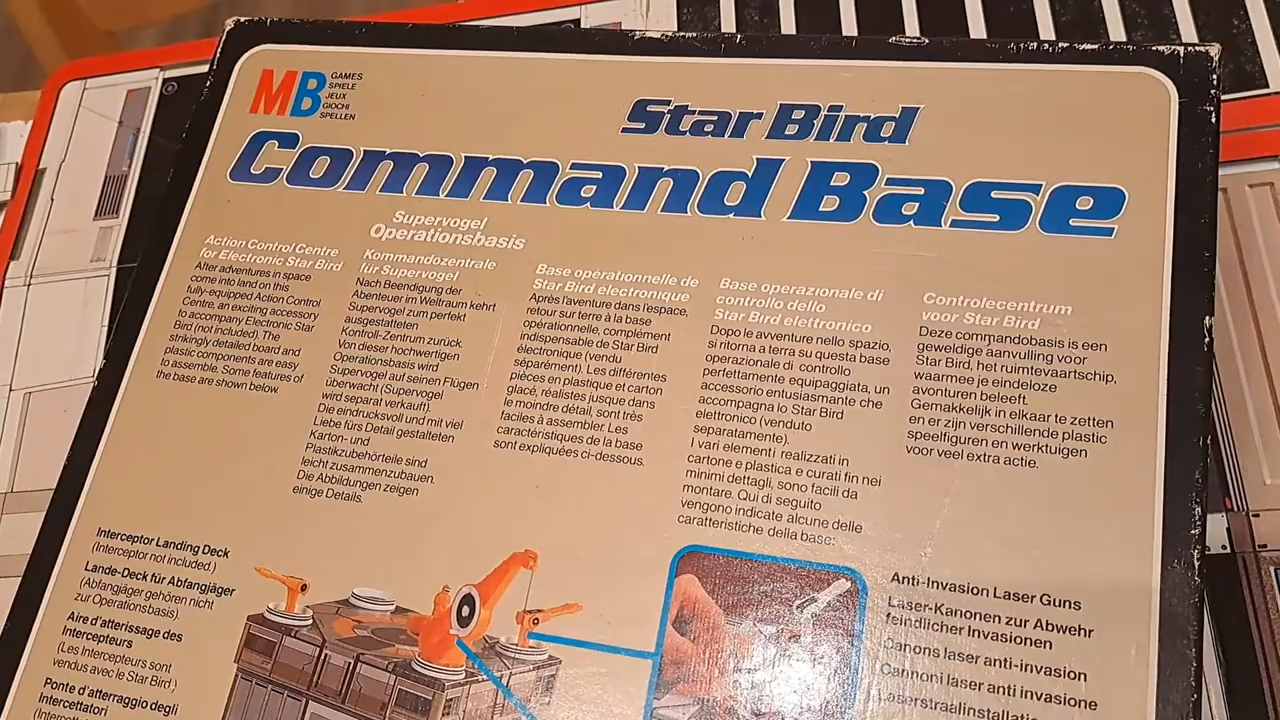 MB
GAMES
SPIELE
JEUX
GIOCHI
SPELLEN
Star Bird
Command Base
Supervogel
Operationsbasis
Action Control Centre
for Electronic Star Bird
After adventures in space
come into land on this
fully-equipped Action Control
Centre, an exciting accessory
to accompany Electronic Star
Bird (not included). The
strikingly detailed board and
plastic components are easy
to assemble. Some features of
the base are shown below.
Kommandozentrale
für Supervogel
Nach Beendigung der
Abenteuer im Weltraum kehrt
Supervogel zum perfekt
ausgestatteten
Kontroll-Zentrum zurück.
Von dieser hochwertigen
Operationsbasis wird
Supervogel auf seinen Flügen
überwacht (Supervogel
wird separat verkauft).
Die eindrucksvoll und mit viel
Liebe fürs Detail gestalteten
Karton- und
Plastikzubehörteile sind
leicht zusammenzubauen.
Die Abbildungen zeigen
einige Details.
Base opérationnelle de
Star Bird électronique
Après l'aventure dans l'espace,
retour sur terre à la base
opérationnelle, complément
indispensable de Star Bird
électronique (vendu
séparément). Les différentes
pièces en plastique et carton
glacé, réalistes jusque dans
le moindre détail, sont très
faciles à assembler. Les
caractéristiques de la base
sont expliquées ci-dessous.
Base operazionale di
controllo dello
Star Bird elettronico
Dopo le avventure nello spazio,
si ritorna a terra su questa base
operazionale di controllo
perfettamente equipaggiata, un
accessorio entusiasmante che
accompagna lo Star Bird
elettronico (venduto
separatamente).
I vari elementi realizzati in
cartone e plastica e curati fin nei
minimi dettagli, sono facili da
montare. Qui di seguito
vengono indicate alcune delle
caratteristiche della base:
Controlecentrum
voor Star Bird
Deze commandobasis is een
geweldige aanvulling voor
Star Bird, het ruimtevaartschip,
waarmee je eindeloze
avonturen beleeft.
Gemakkelijk in elkaar te zetten
en er zijn verschillende plastic
speelfiguren en werktuigen
voor veel extra actie.
Interceptor Landing Deck
(Interceptor not included.)
Lande-Deck für Abfangjäger
(Abfangjäger gehören nicht
zur Operationsbasis).
Aire d'atterissage des
Intercepteurs
(Les Intercepteurs sont
vendus avec le Star Bird.)
Ponte d'atterraggio degli
Intercettatori
Anti-Invasion Laser Guns
Laser-Kanonen zur Abwehr
feindlicher Invasionen
Canons laser anti-invasion
Cannoni laser anti invasione